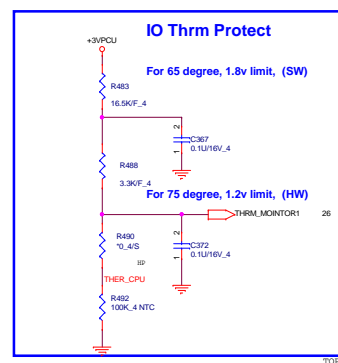 IO Thrm Protect
+3VPCU
For 65 degree, 1.8v limit, (SW)
R483
16.5K/F_4
2
C367
0.1U/16V_4
1
R488
3.3K/F_4
For 75 degree, 1.2v limit, (HW)
THRM_MOINTOR1 26
R490
*0_4/S
2
C372
0.1U/16V_4
1
HP
THER_CPU
R492
100K_4 NTC